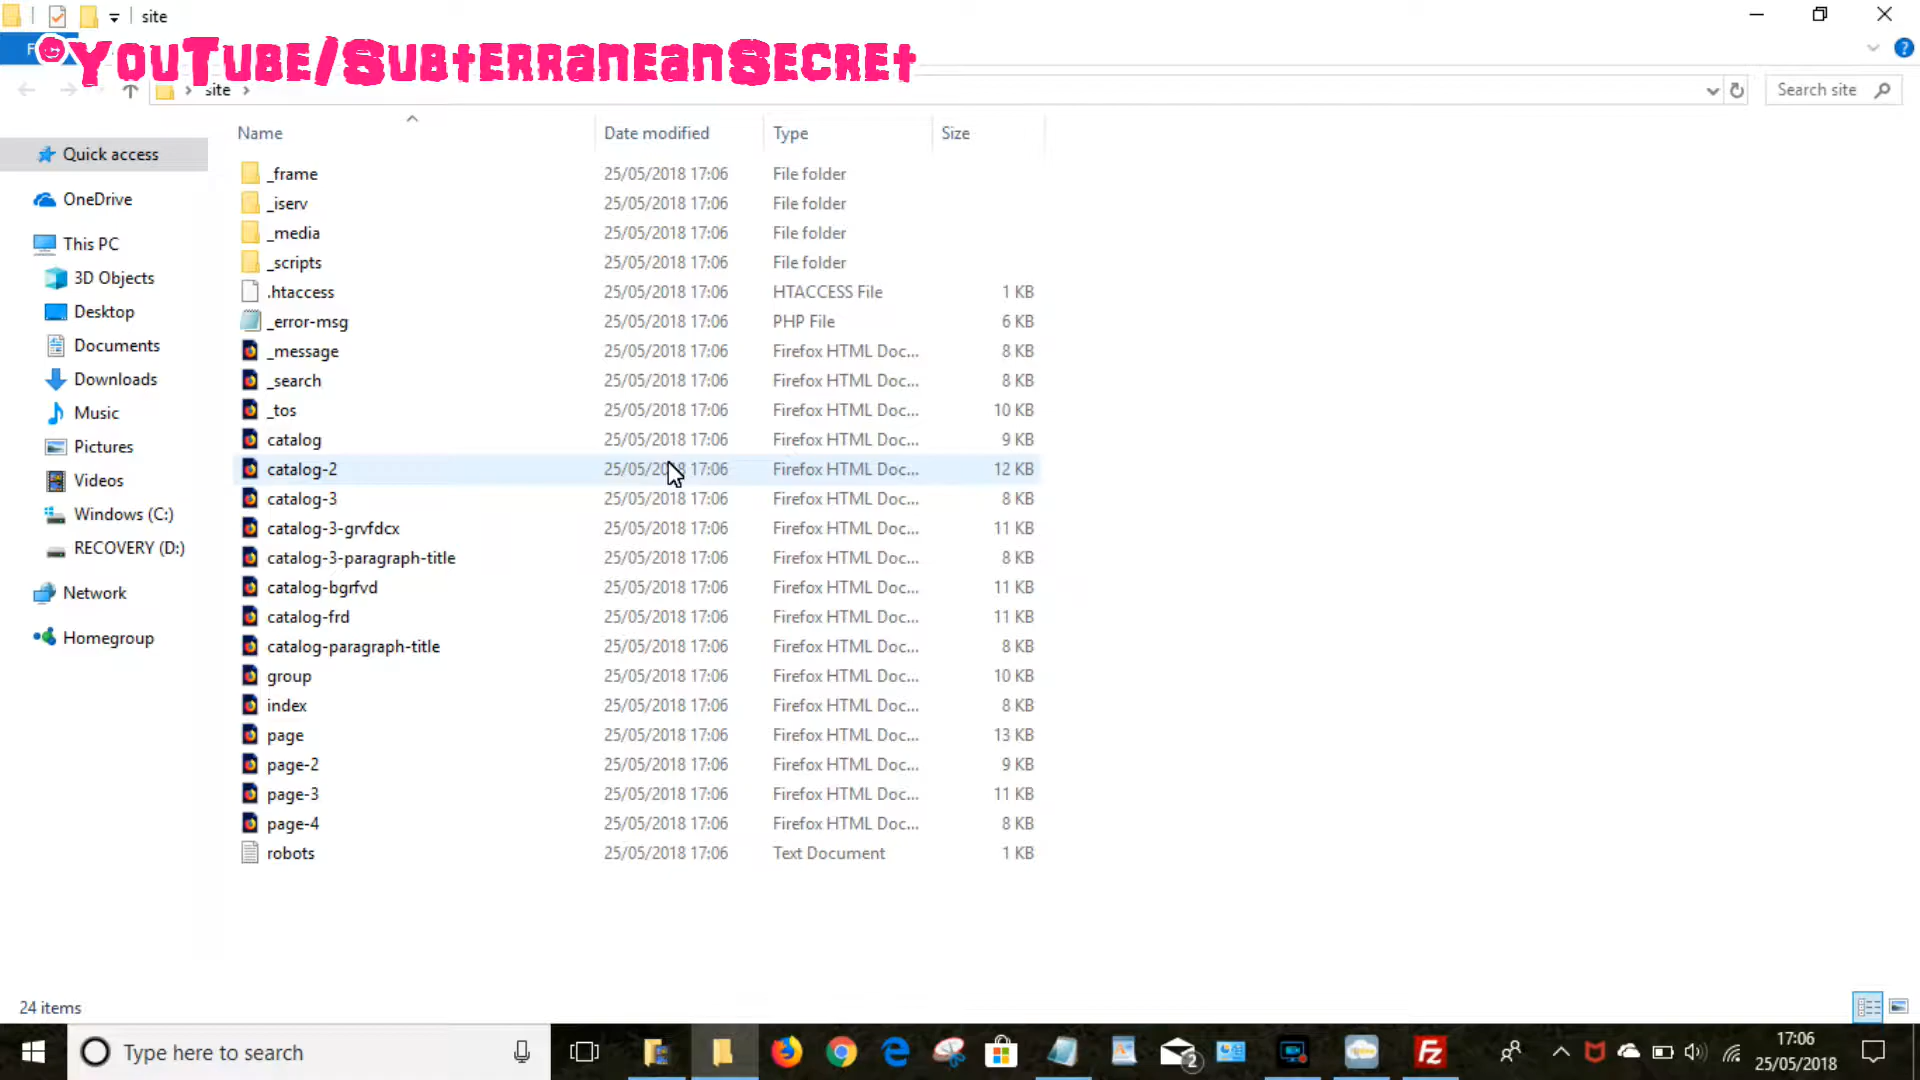 site
©YouTube/SubterraneanSecret
site
Search site
Name
Date modified
Type
Size
Quick access
OneDrive
This PC
3D Objects
Desktop
Documents
Downloads
Music
Pictures
Videos
Windows (C:)
RECOVERY (D:)
Network
Homegroup
_frame 25/05/2018 17:06 File folder
_iserv 25/05/2018 17:06 File folder
_media 25/05/2018 17:06 File folder
_scripts 25/05/2018 17:06 File folder
.htaccess 25/05/2018 17:06 HTACCESS File 1 KB
_error-msg 25/05/2018 17:06 PHP File 6 KB
_message 25/05/2018 17:06 Firefox HTML Doc... 8 KB
_search 25/05/2018 17:06 Firefox HTML Doc... 8 KB
_tos 25/05/2018 17:06 Firefox HTML Doc... 10 KB
catalog 25/05/2018 17:06 Firefox HTML Doc... 9 KB
catalog-2 25/05/2018 17:06 Firefox HTML Doc... 12 KB
catalog-3 25/05/2018 17:06 Firefox HTML Doc... 8 KB
catalog-3-grvfdcx 25/05/2018 17:06 Firefox HTML Doc... 11 KB
catalog-3-paragraph-title 25/05/2018 17:06 Firefox HTML Doc... 8 KB
catalog-bgrfvd 25/05/2018 17:06 Firefox HTML Doc... 11 KB
catalog-frd 25/05/2018 17:06 Firefox HTML Doc... 11 KB
catalog-paragraph-title 25/05/2018 17:06 Firefox HTML Doc... 8 KB
group 25/05/2018 17:06 Firefox HTML Doc... 10 KB
index 25/05/2018 17:06 Firefox HTML Doc... 8 KB
page 25/05/2018 17:06 Firefox HTML Doc... 13 KB
page-2 25/05/2018 17:06 Firefox HTML Doc... 9 KB
page-3 25/05/2018 17:06 Firefox HTML Doc... 11 KB
page-4 25/05/2018 17:06 Firefox HTML Doc... 8 KB
robots 25/05/2018 17:06 Text Document 1 KB
24 items
Type here to search
2
17:06
25/05/2018